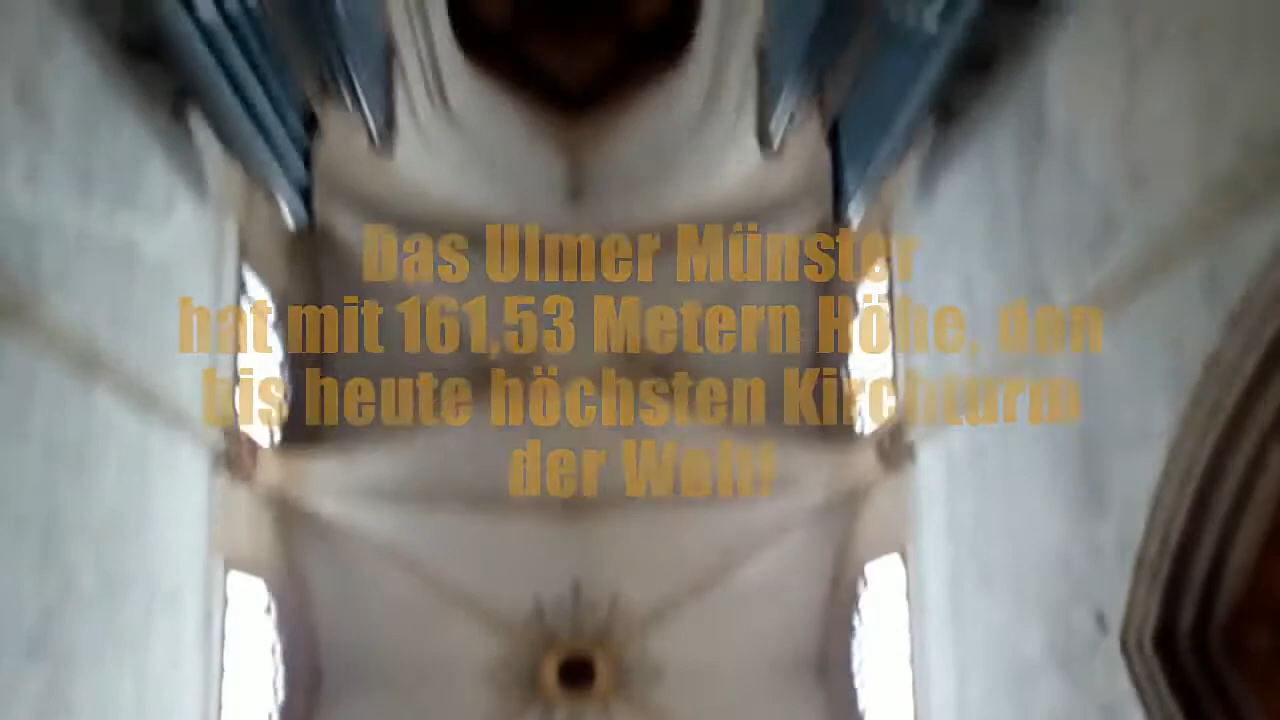 Das Ulmer Münster
hat mit 161,53 Metern Höhe, den
bis heute höchsten Kirchturm
der Welt!